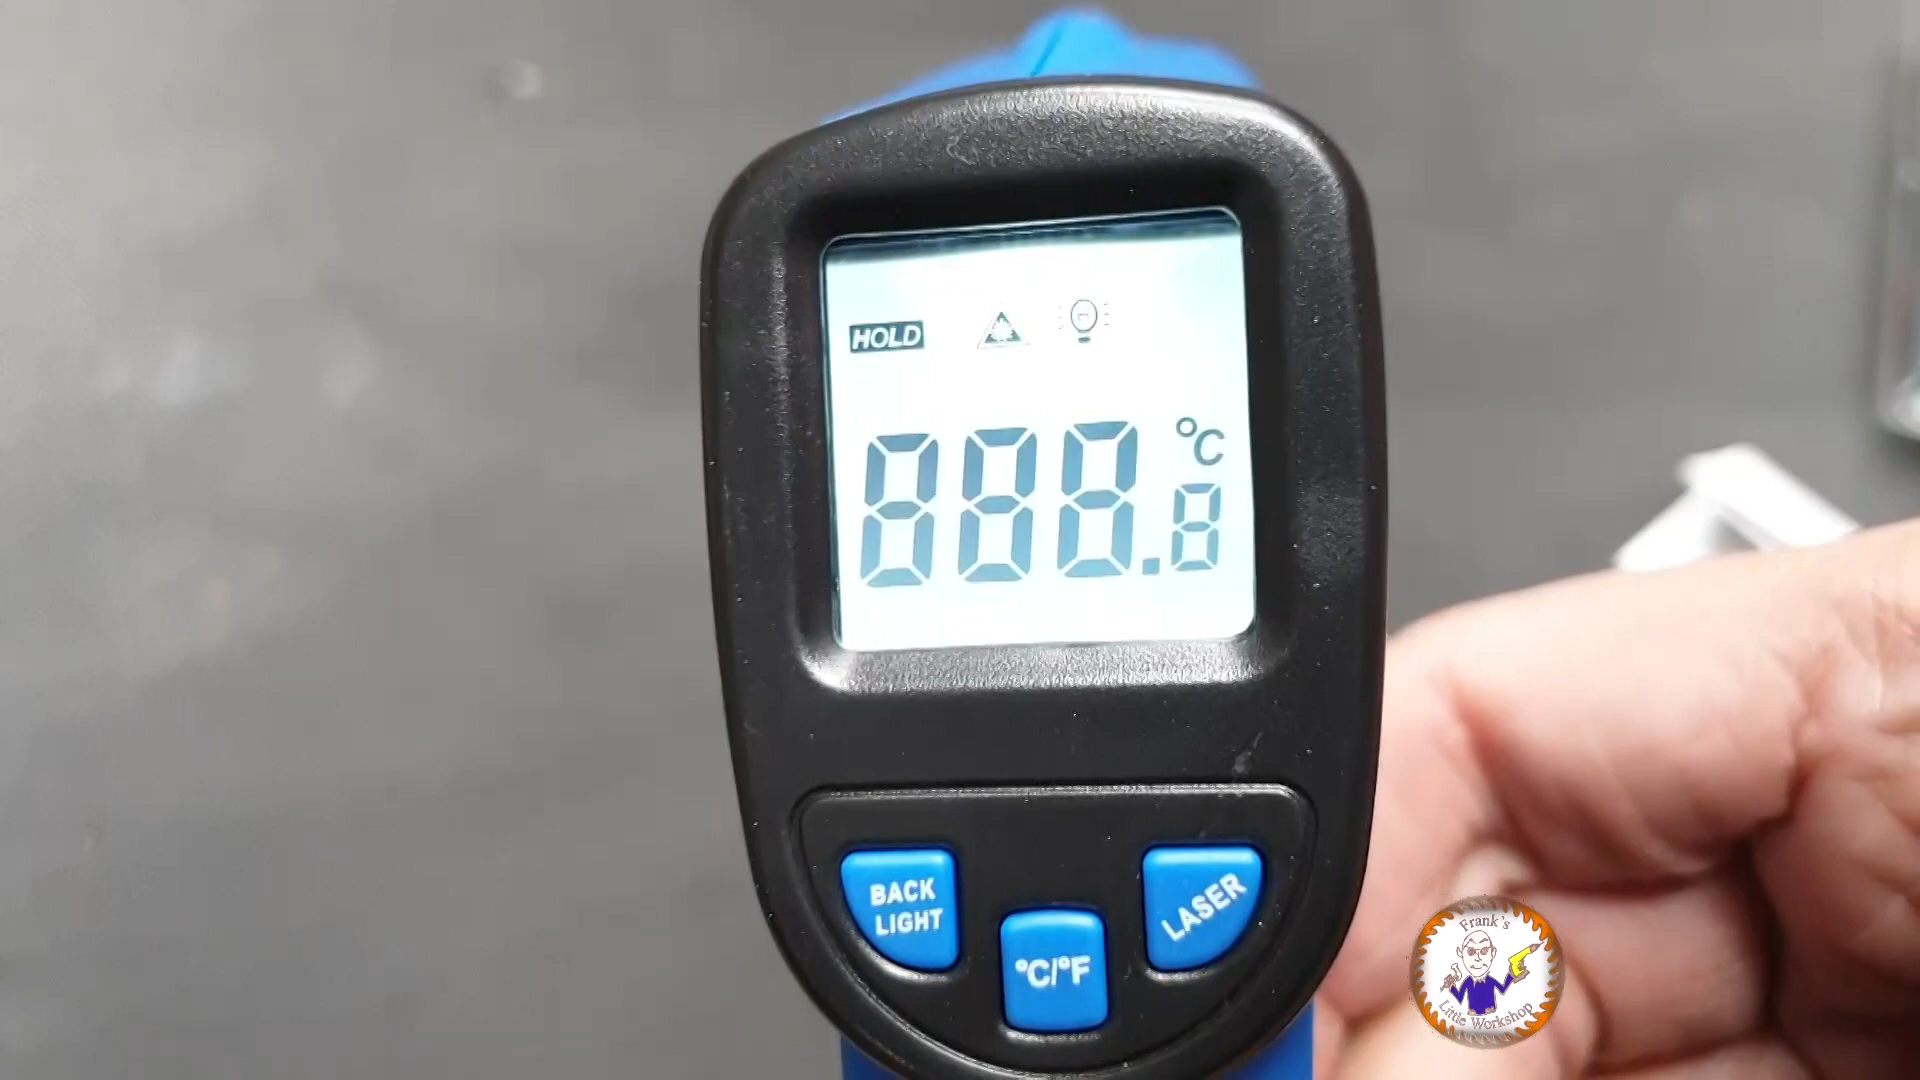 HOLD
°C
888.8
BACK
LIGHT
LASER
°C/°F
Frank's
Little Workshop